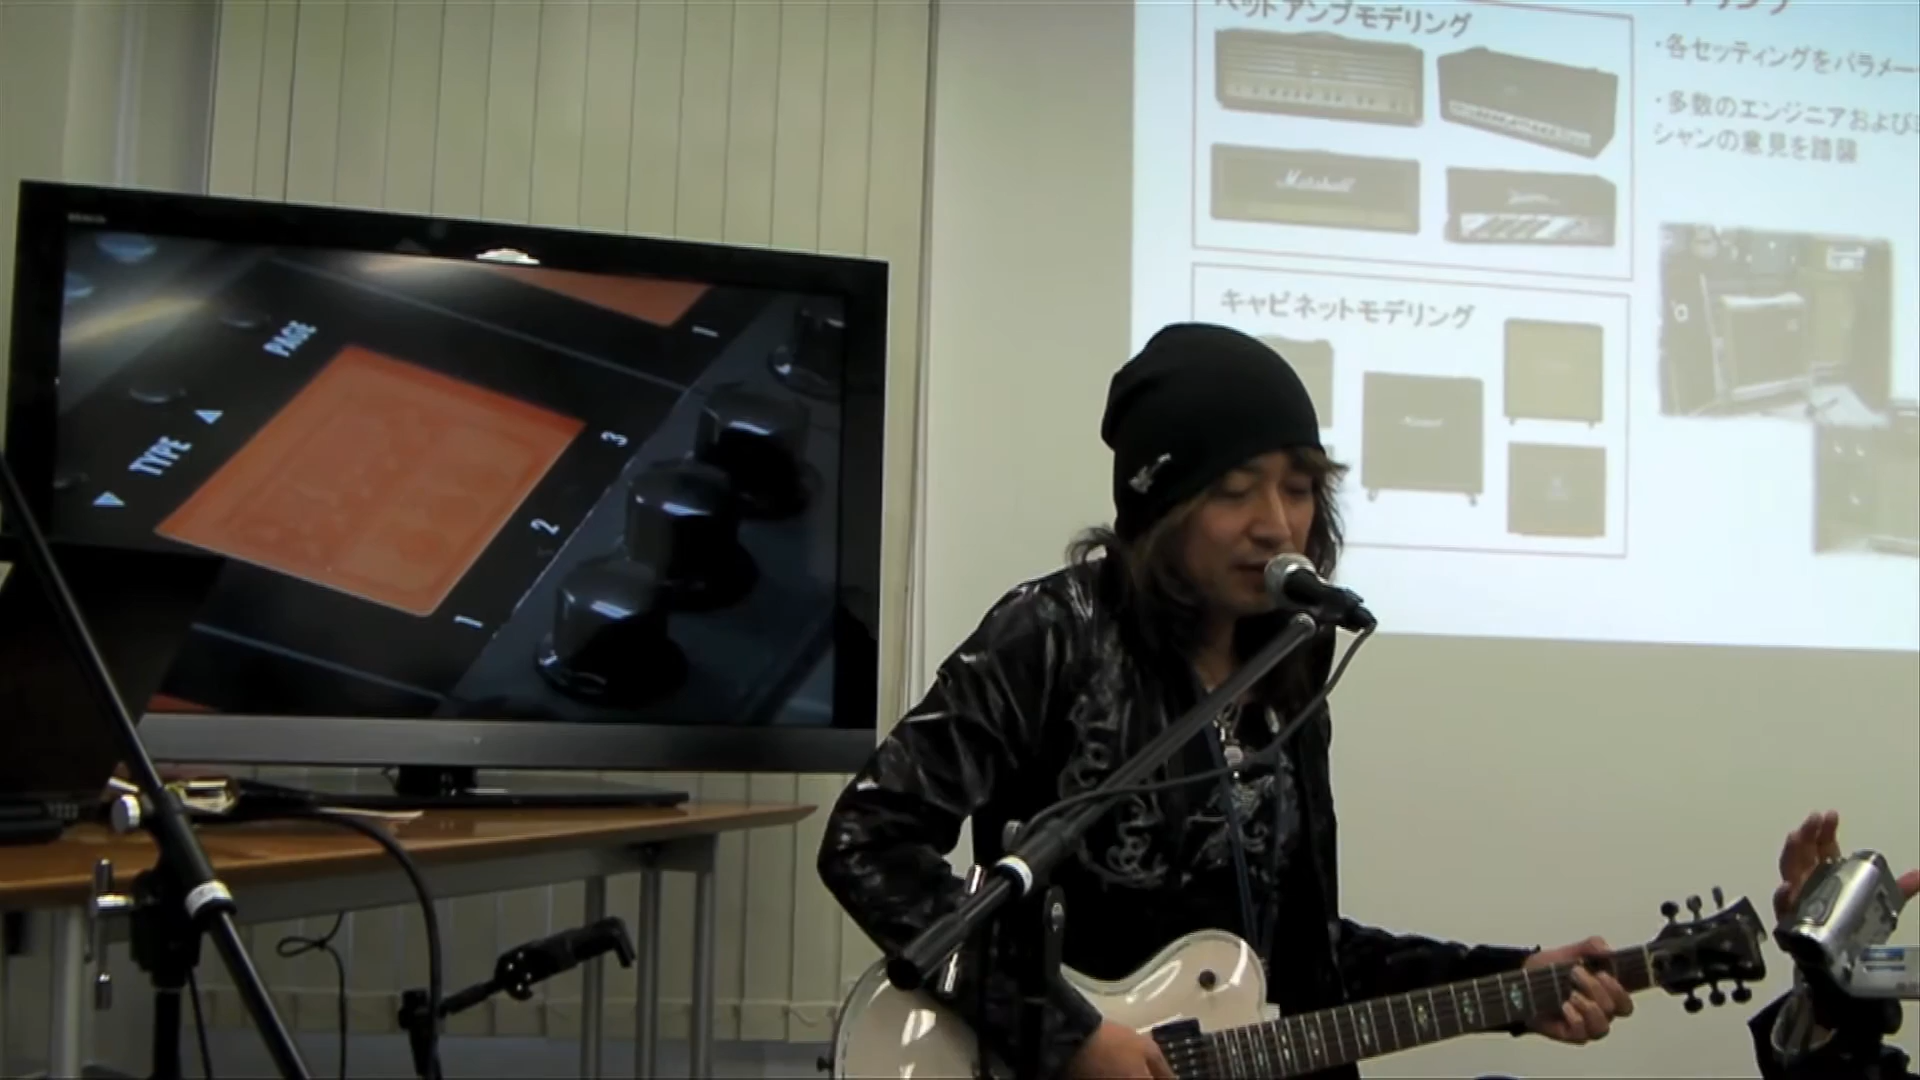 ヘッドアンプモデリング
・各セッティングをパラメー
・多数のエンジニアおよび
シャンの意見を踏襲
Marshall
キャビネットモデリング
PAGE
TYPE
1
3
2
1